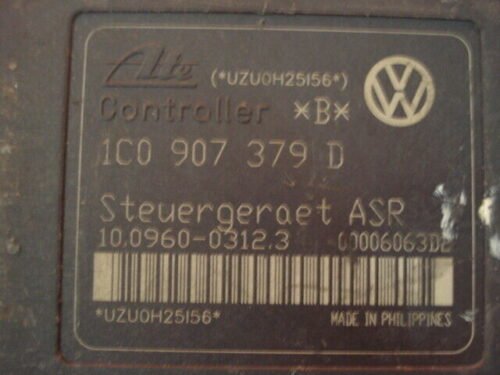 Ate (*UZU0H25156*)
Controller *B*
1C0 907 379 D
Steuergeraet ASR
10.0960-0312.3 00006063D2
*UZU0H25156*
MADE IN PHILIPPINES